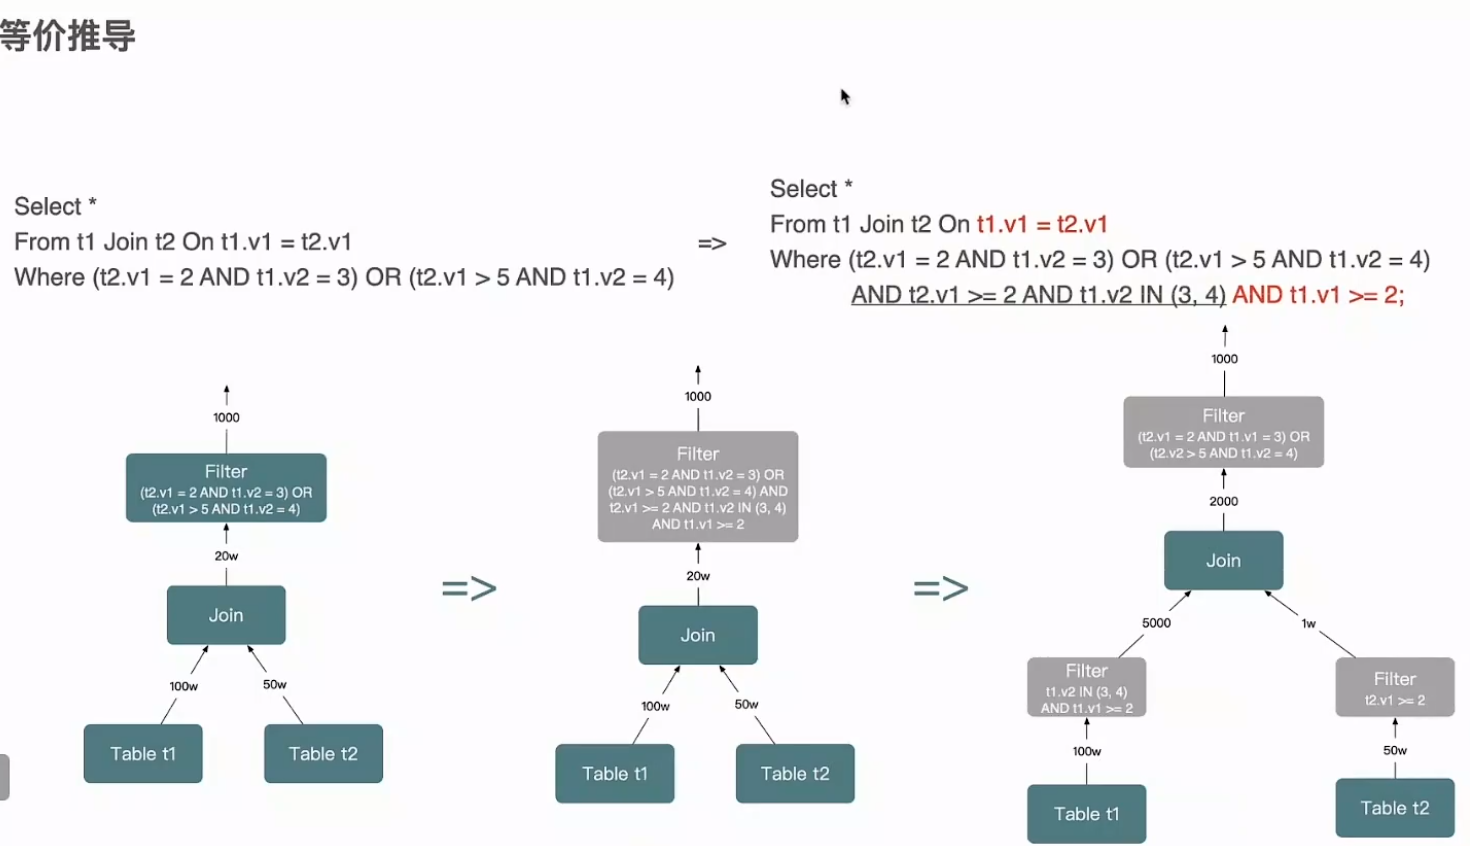 等价推导
Select *
From t1 Join t2 On t1.v1 = t2.v1
Where (t2.v1 = 2 AND t1.v2 = 3) OR (t2.v1 > 5 AND t1.v2 = 4)
=>
Select *
From t1 Join t2 On t1.v1 = t2.v1
Where (t2.v1 = 2 AND t1.v2 = 3) OR (t2.v1 > 5 AND t1.v2 = 4)
AND t2.v1 >= 2 AND t1.v2 IN (3, 4) AND t1.v1 >= 2;
1000
Filter
(t2.v1 = 2 AND t1.v2 = 3) OR
(t2.v1 > 5 AND t1.v2 = 4)
20w
Join
100w
50w
Table t1
Table t2
=>
1000
Filter
(t2.v1 = 2 AND t1.v2 = 3) OR
(t2.v1 > 5 AND t1.v2 = 4) AND
t2.v1 >= 2 AND t1.v2 IN (3, 4)
AND t1.v1 >= 2
20w
Join
100w
50w
Table t1
Table t2
=>
1000
Filter
(t2.v1 = 2 AND t1.v1 = 3) OR
(t2.v2 > 5 AND t1.v2 = 4)
2000
Join
5000
1w
Filter
t1.v2 IN (3, 4)
AND t1.v1 >= 2
Filter
t2.v1 >= 2
100w
50w
Table t1
Table t2